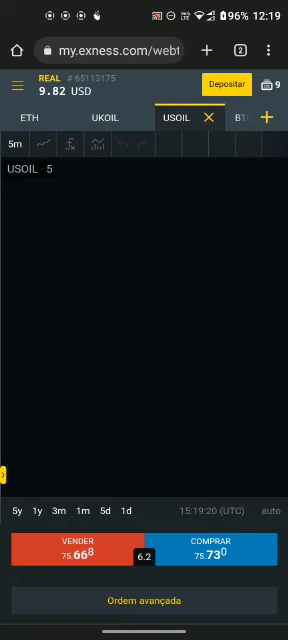 96% 12:19
my.exness.com/webt
2
REAL # 65113175
9.82 USD
Depositar
9
ETH UKOIL USOIL BTC
5m
USOIL · 5
5y 1y 3m 1m 5d 1d 15:19:20 (UTC) auto
VENDER COMPRAR
75.668 6.2 75.730
Ordem avançada